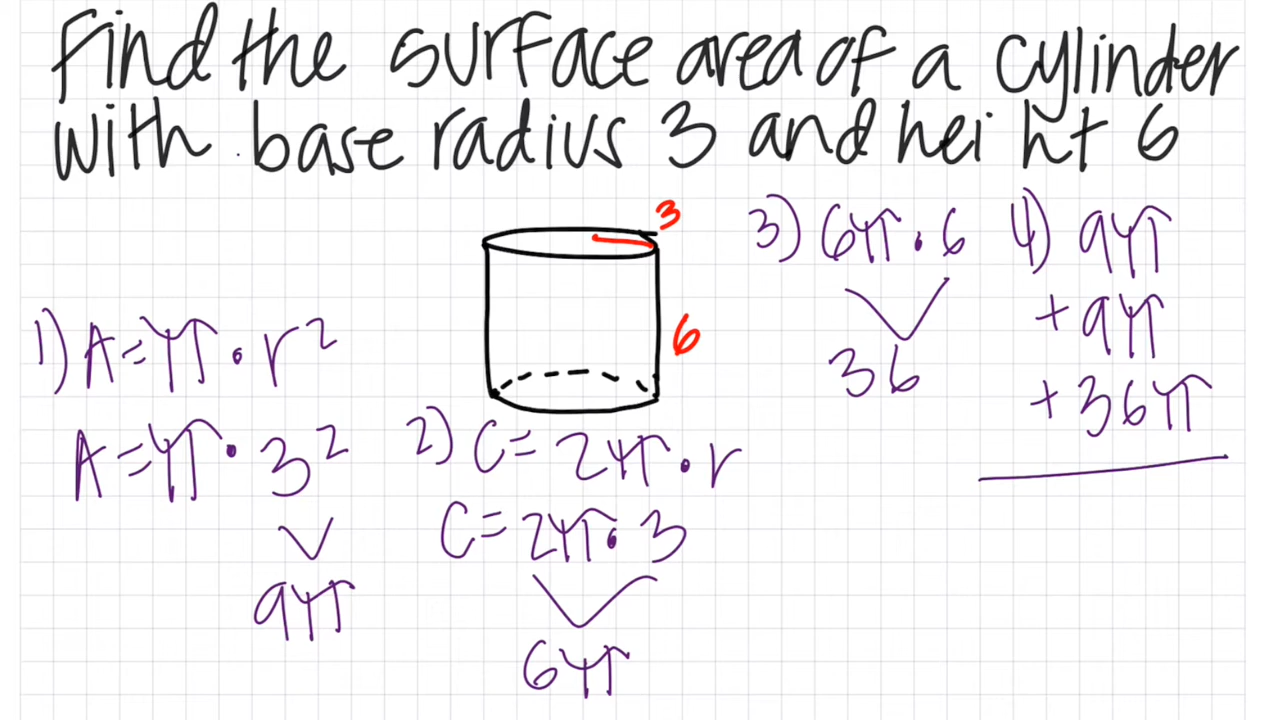 Find the surface area of a cylinder
with base radius 3 and hei ht 6
3
6
1) A=π•r²
A=π•3²
9π
2) C=2π•r
C=2π•3
6π
3) 6π•6
36
4) 9π
+9π
+36π